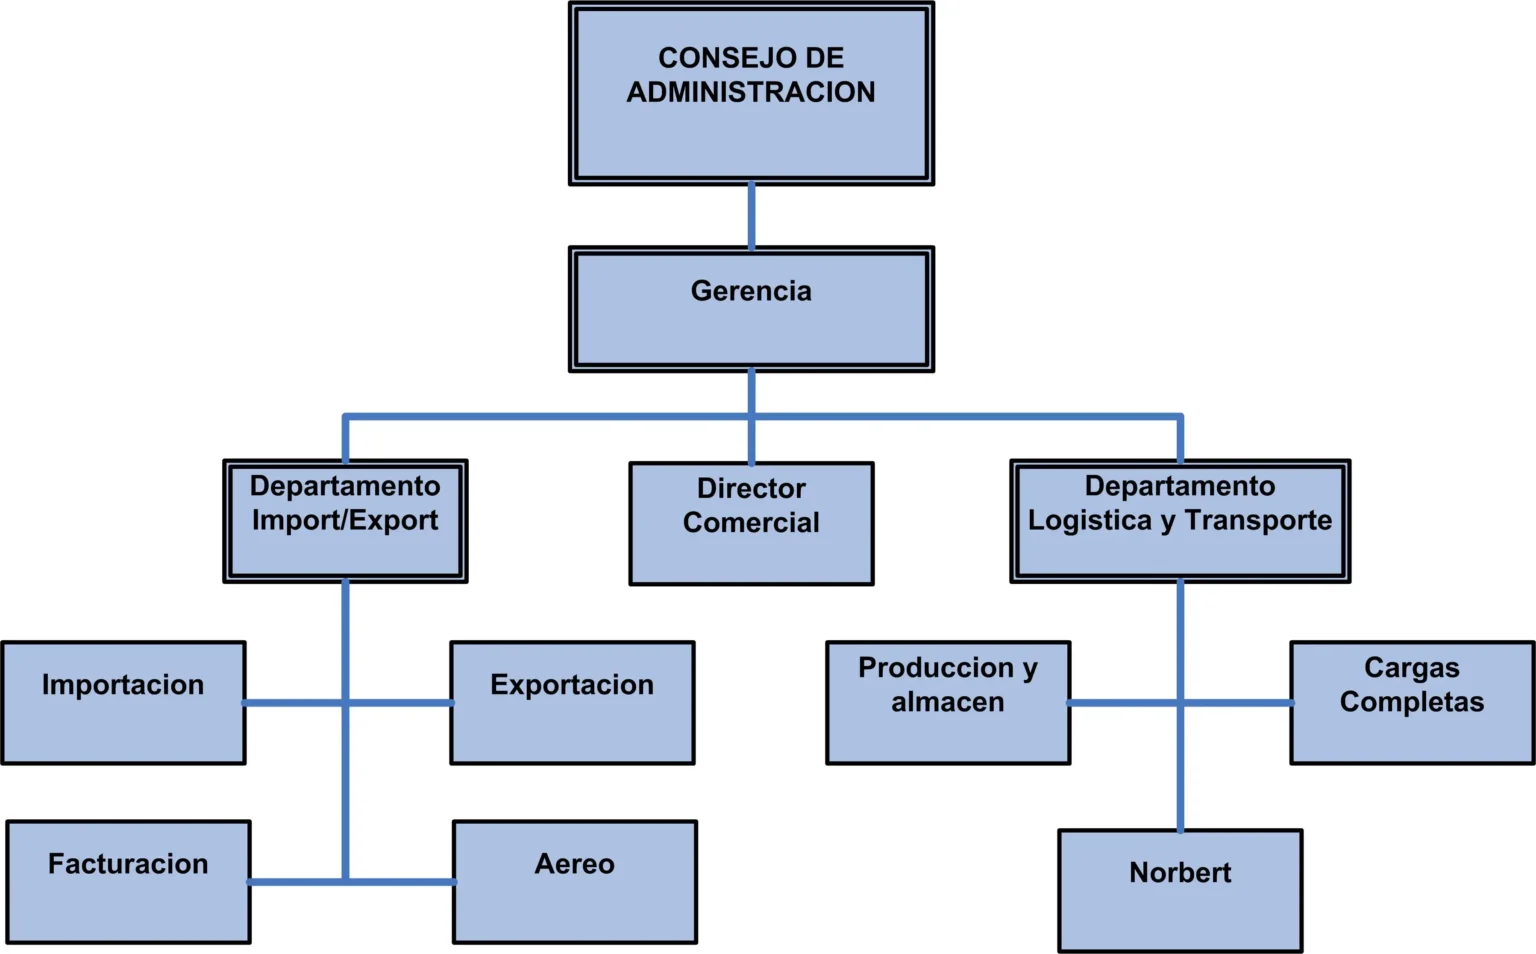 CONSEJO DE
ADMINISTRACION
Gerencia
Departamento
Import/Export
Director
Comercial
Departamento
Logistica y Transporte
Importacion
Exportacion
Produccion y
almacen
Cargas
Completas
Facturacion
Aereo
Norbert